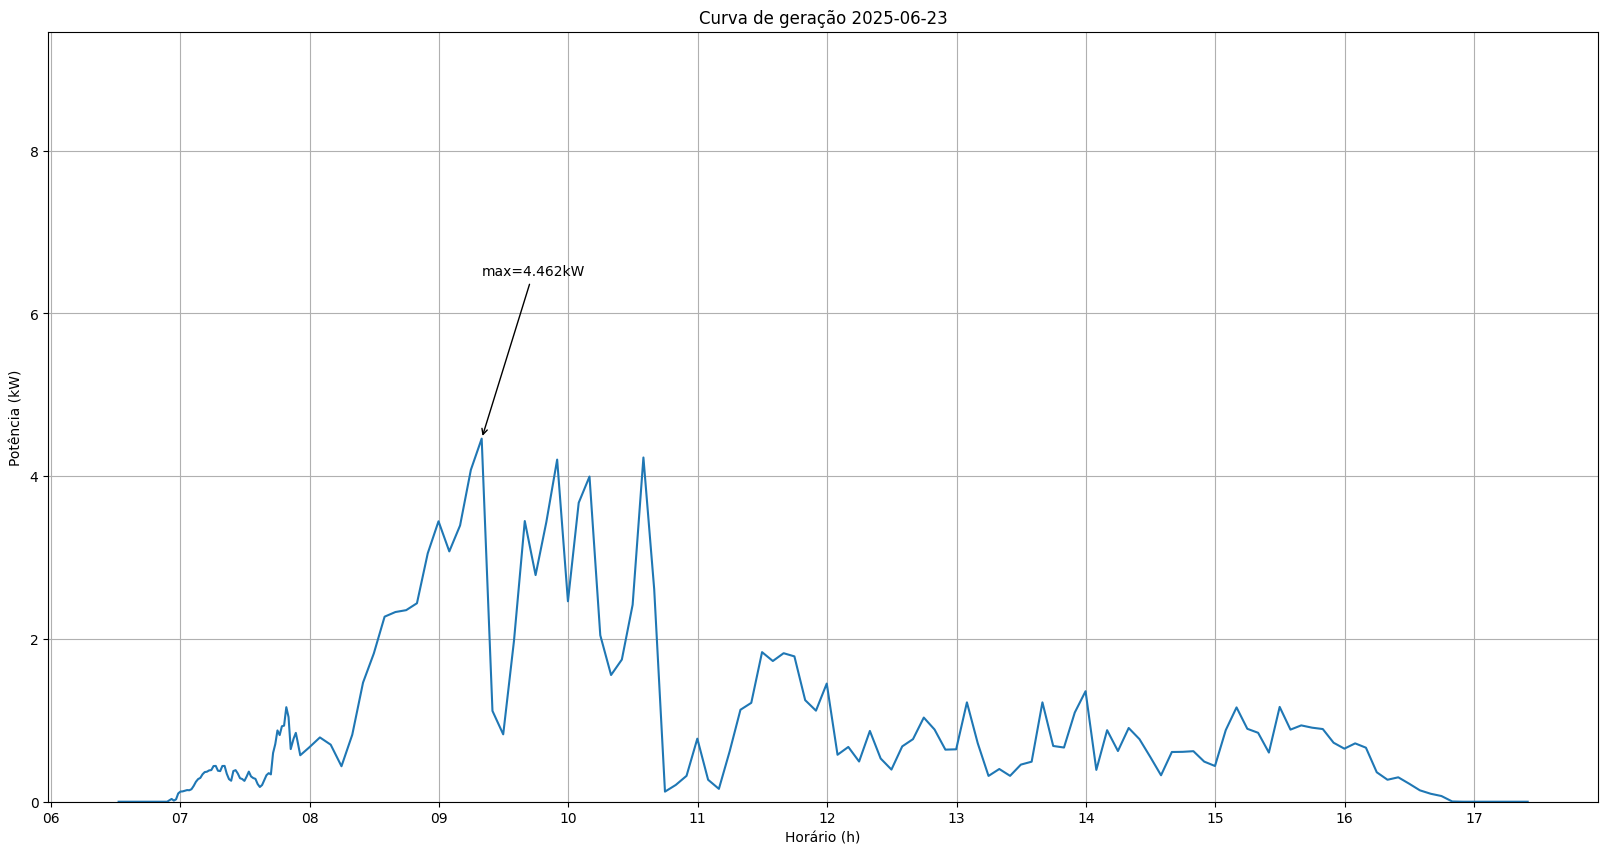 Curva de geração 2025-06-23
8
6
4
2
0
Potência (kW)
max=4.462kW
06 07 08 09 10 11 12 13 14 15 16 17
Horário (h)